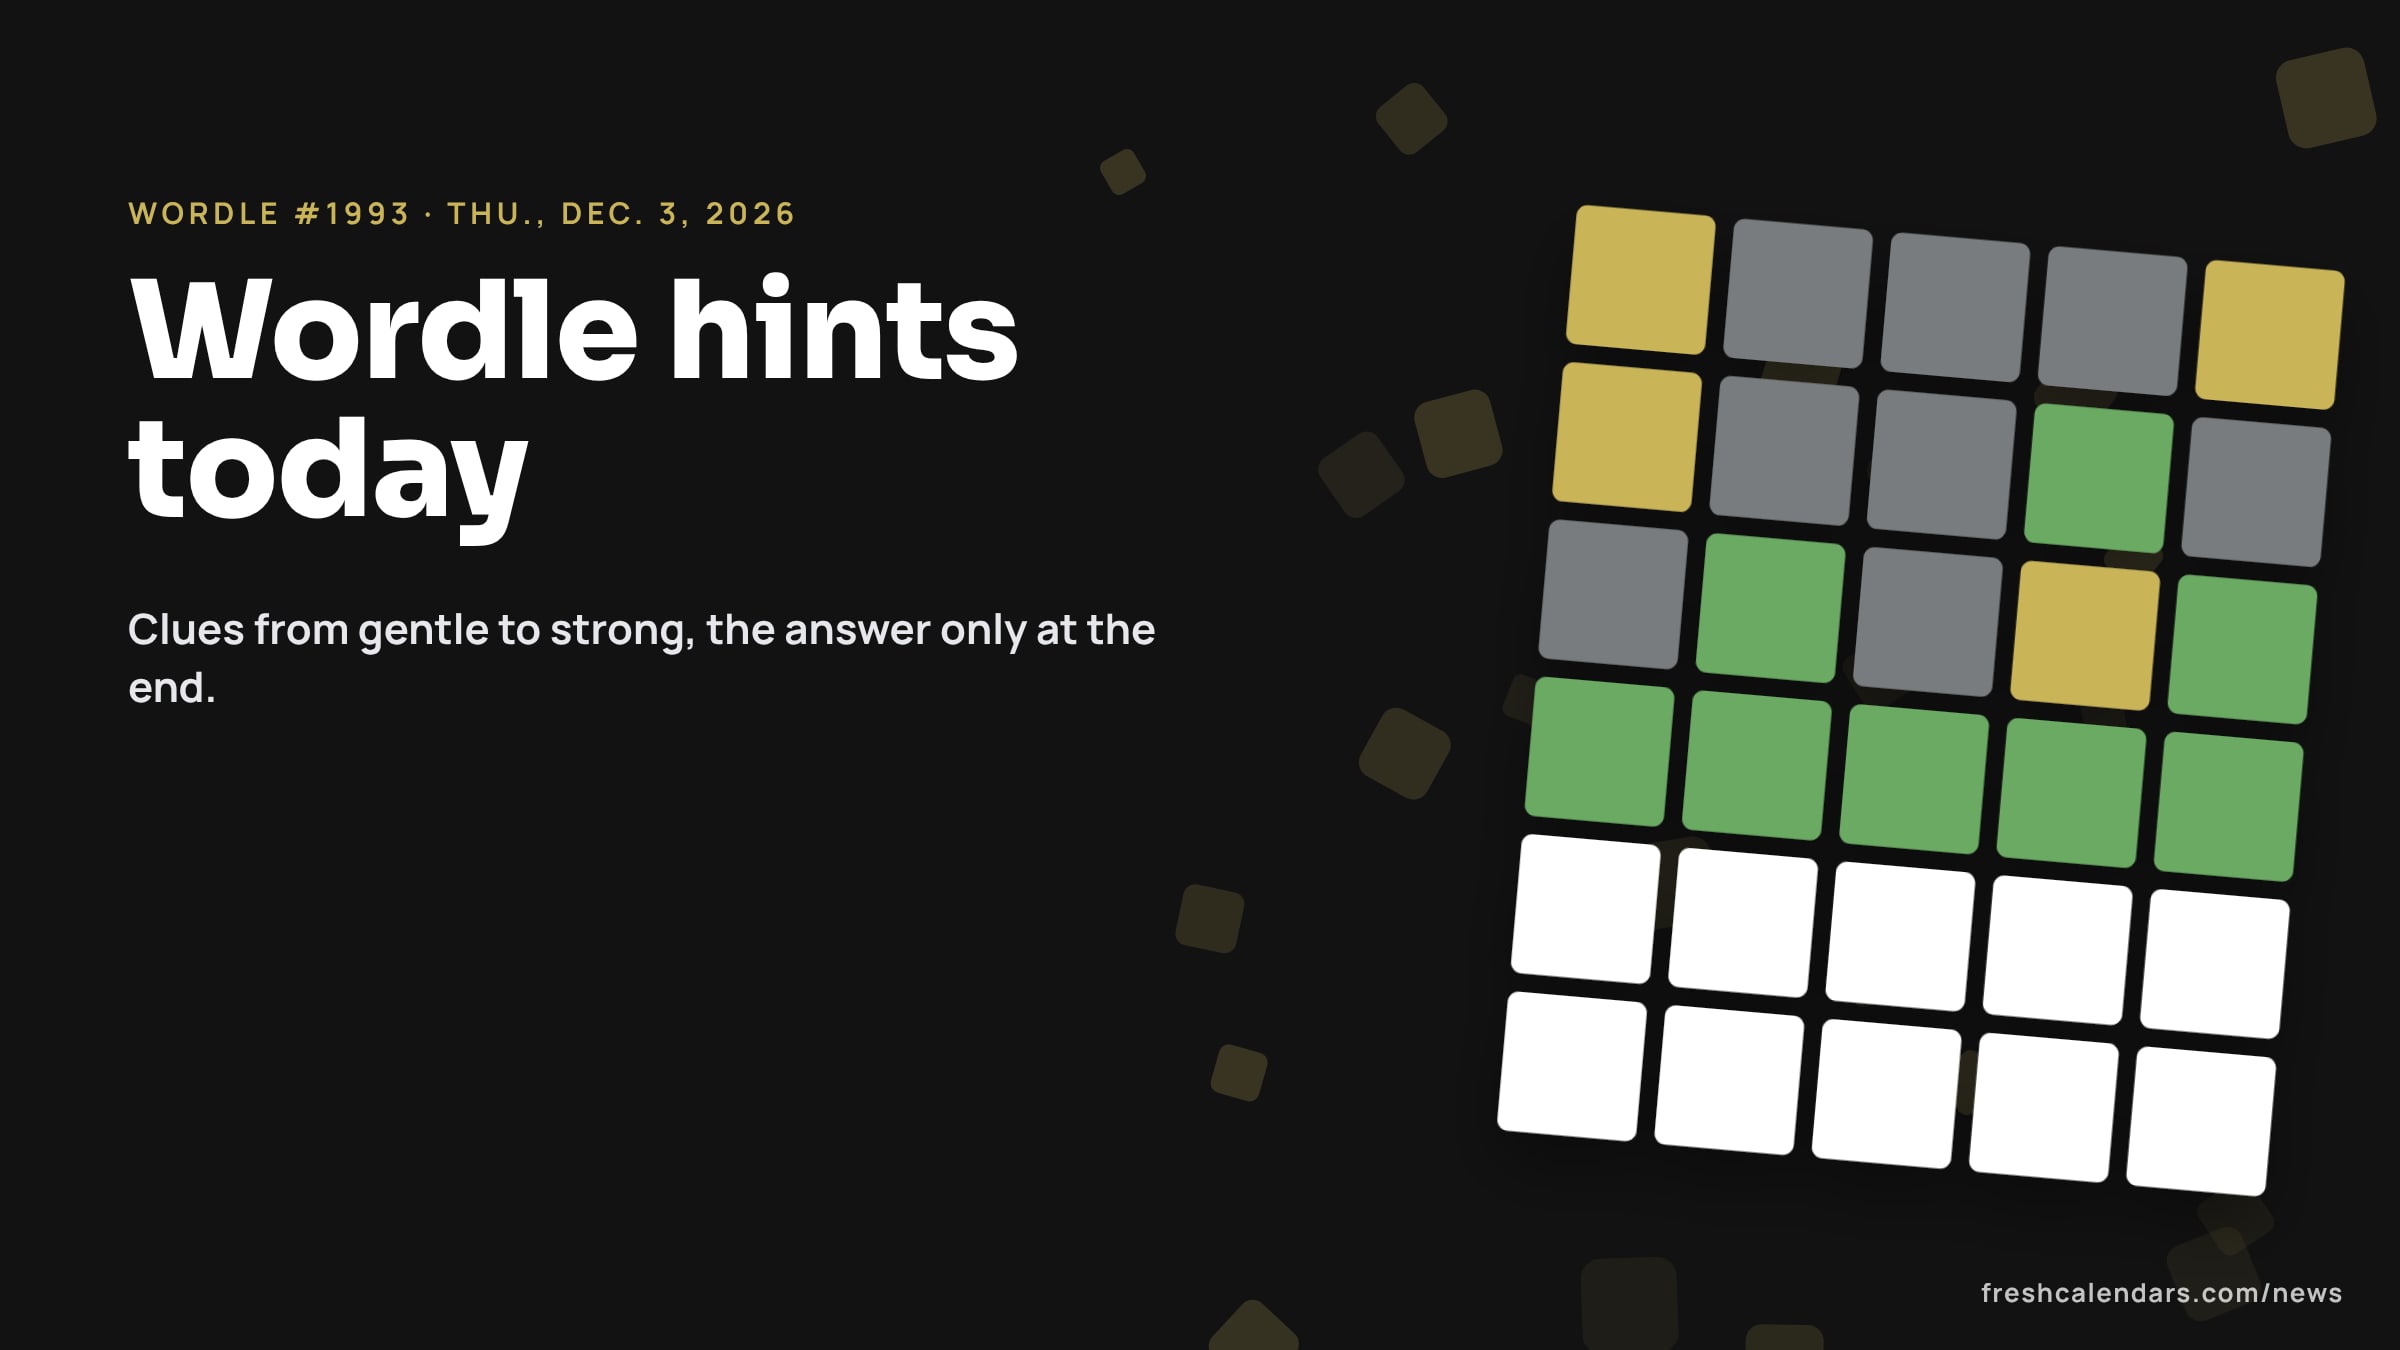 WORDLE #1993 · THU., DEC. 3, 2026
Wordle hints
today
Clues from gentle to strong, the answer only at the
end.
freshcalendars.com/news